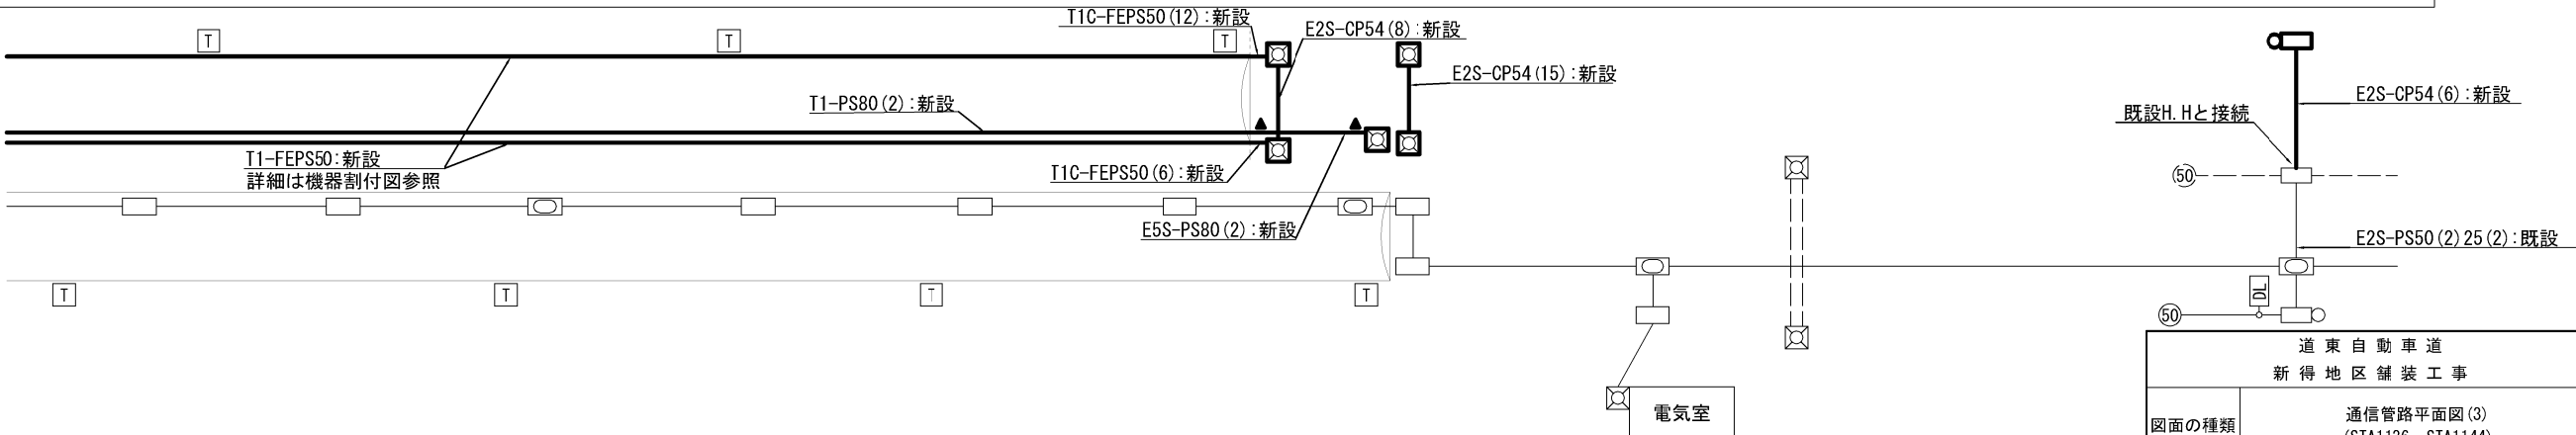 T1C-FEPS50(12):新設
E2S-CP54(8):新設
T
T
T
E2S-CP54(15):新設
E2S-CP54(6):新設
T1-PS80(2):新設
既設H.Hと接続
T1-FEPS50:新設
詳細は機器割付図参照
T1C-FEPS50(6):新設
50
E5S-PS80(2):新設
E2S-PS50(2)25(2):既設
T
T
T
T
DL
50
道東自動車道
新得地区舗装工事
電気室
図面の種類
通信管路平面図(3)
(STA1136 STA1144)